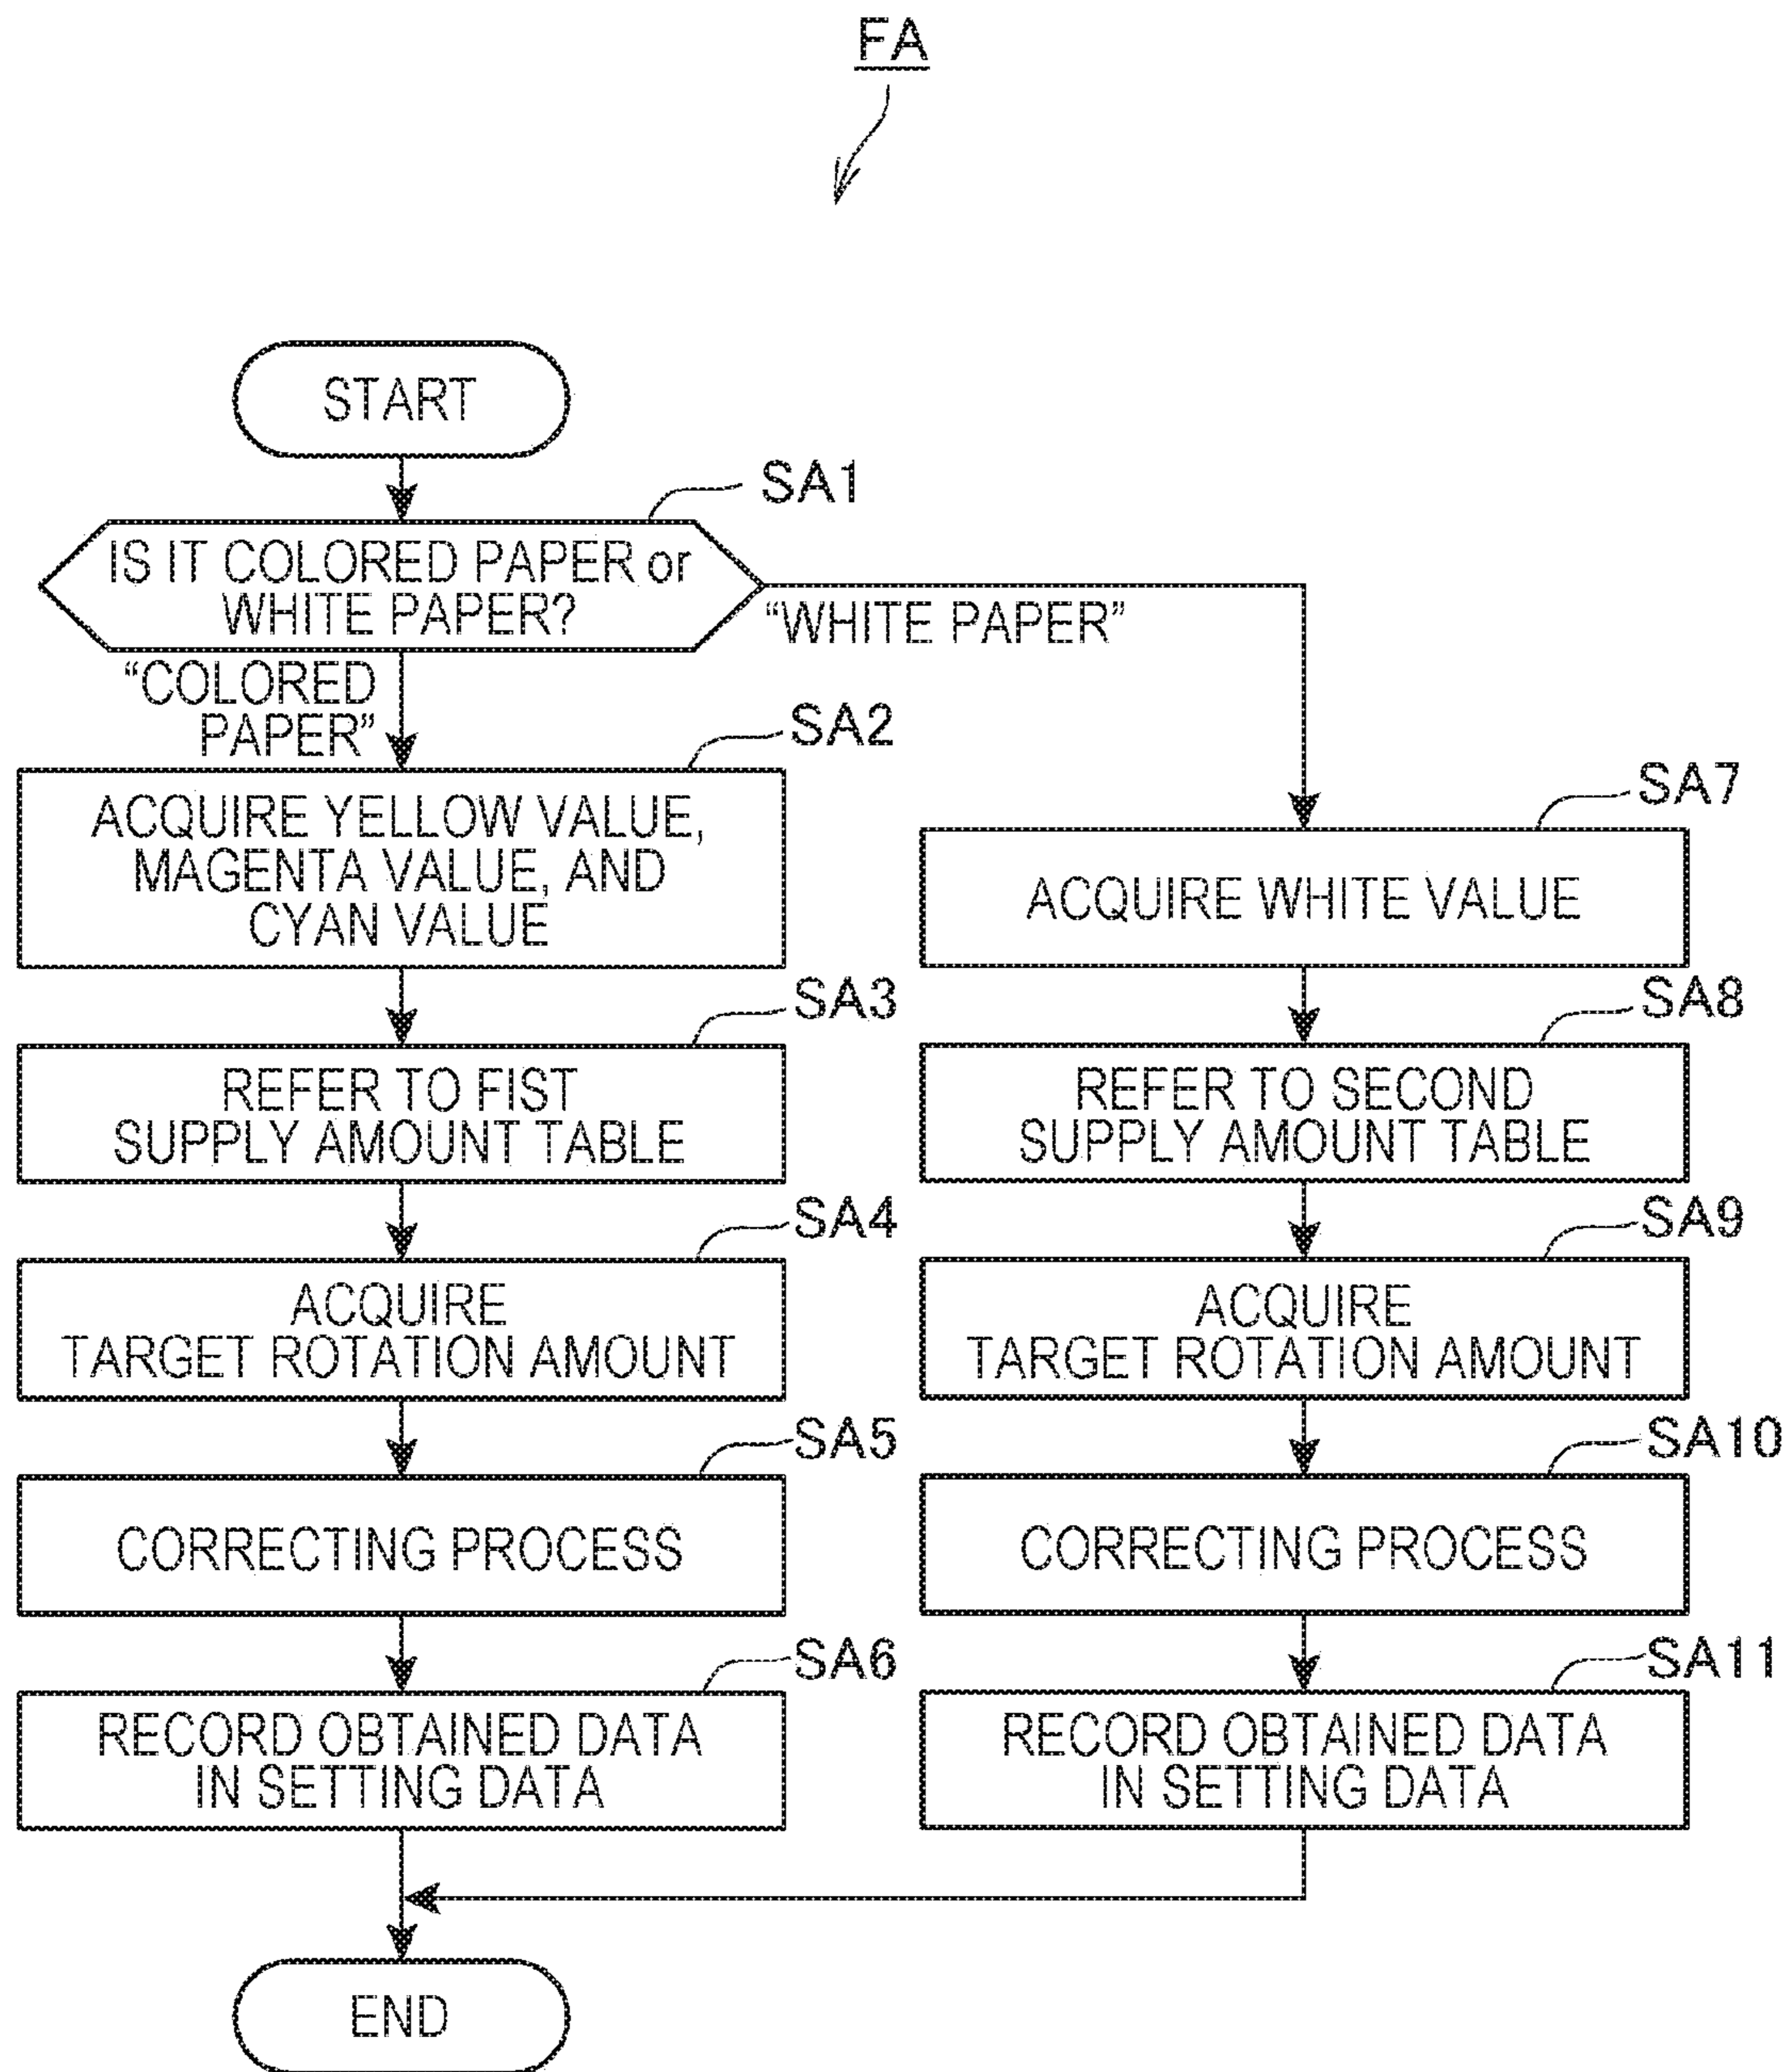 FA
START
SA1
IS IT COLORED PAPER or
WHITE PAPER?
“WHITE PAPER”
“COLORED
PAPER”
SA2
ACQUIRE YELLOW VALUE,
MAGENTA VALUE, AND
CYAN VALUE
SA3
REFER TO FIST
SUPPLY AMOUNT TABLE
SA4
ACQUIRE
TARGET ROTATION AMOUNT
SA5
CORRECTING PROCESS
SA6
RECORD OBTAINED DATA
IN SETTING DATA
SA7
ACQUIRE WHITE VALUE
SA8
REFER TO SECOND
SUPPLY AMOUNT TABLE
SA9
ACQUIRE
TARGET ROTATION AMOUNT
SA10
CORRECTING PROCESS
SA11
RECORD OBTAINED DATA
IN SETTING DATA
END